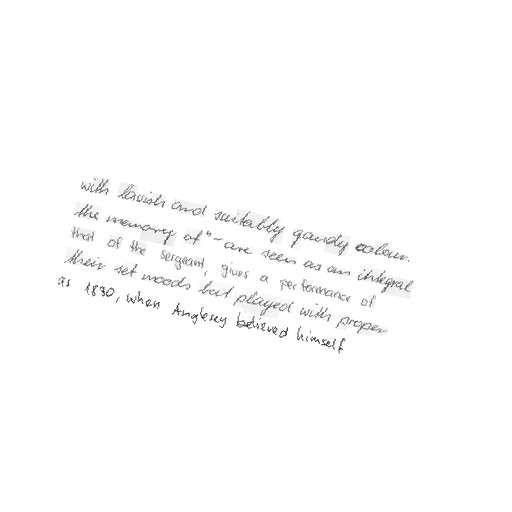 with lavish and suitably gaudy colour.
the memory of " - are seen as an integral
that of the sergeant, gives a performance of
their set moods but played with proper
as 1830, when Anglesey believed himself